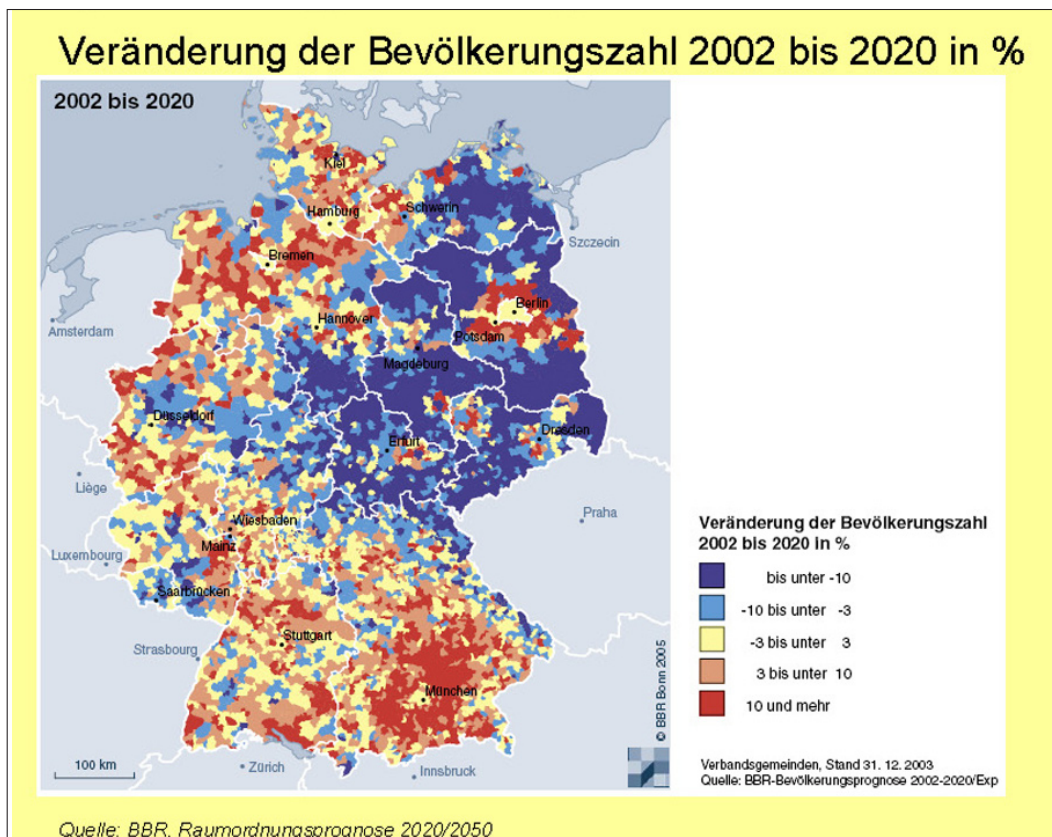 Veränderung der Bevölkerungszahl 2002 bis 2020 in %
2002 bis 2020
Kiel
Schwerin
Hamburg
Szczecin
Bremen
Berlin
Amsterdam
Hannover
Potsdam
Magdeburg
Düsseldorf
Dresden
Erfurt
Liège
Wiesbaden
Praha
Mainz
Luxembourg
Saarbrücken
Stuttgart
Strasbourg
München
Zürich
Innsbruck
100 km
© BBR Bonn 2005
Veränderung der Bevölkerungszahl
2002 bis 2020 in %
bis unter -10
-10 bis unter -3
-3 bis unter 3
3 bis unter 10
10 und mehr
Verbandsgemeinden, Stand 31. 12. 2003
Quelle: BBR-Bevölkerungsprognose 2002-2020/Exp
Quelle: BBR, Raumordnungsprognose 2020/2050